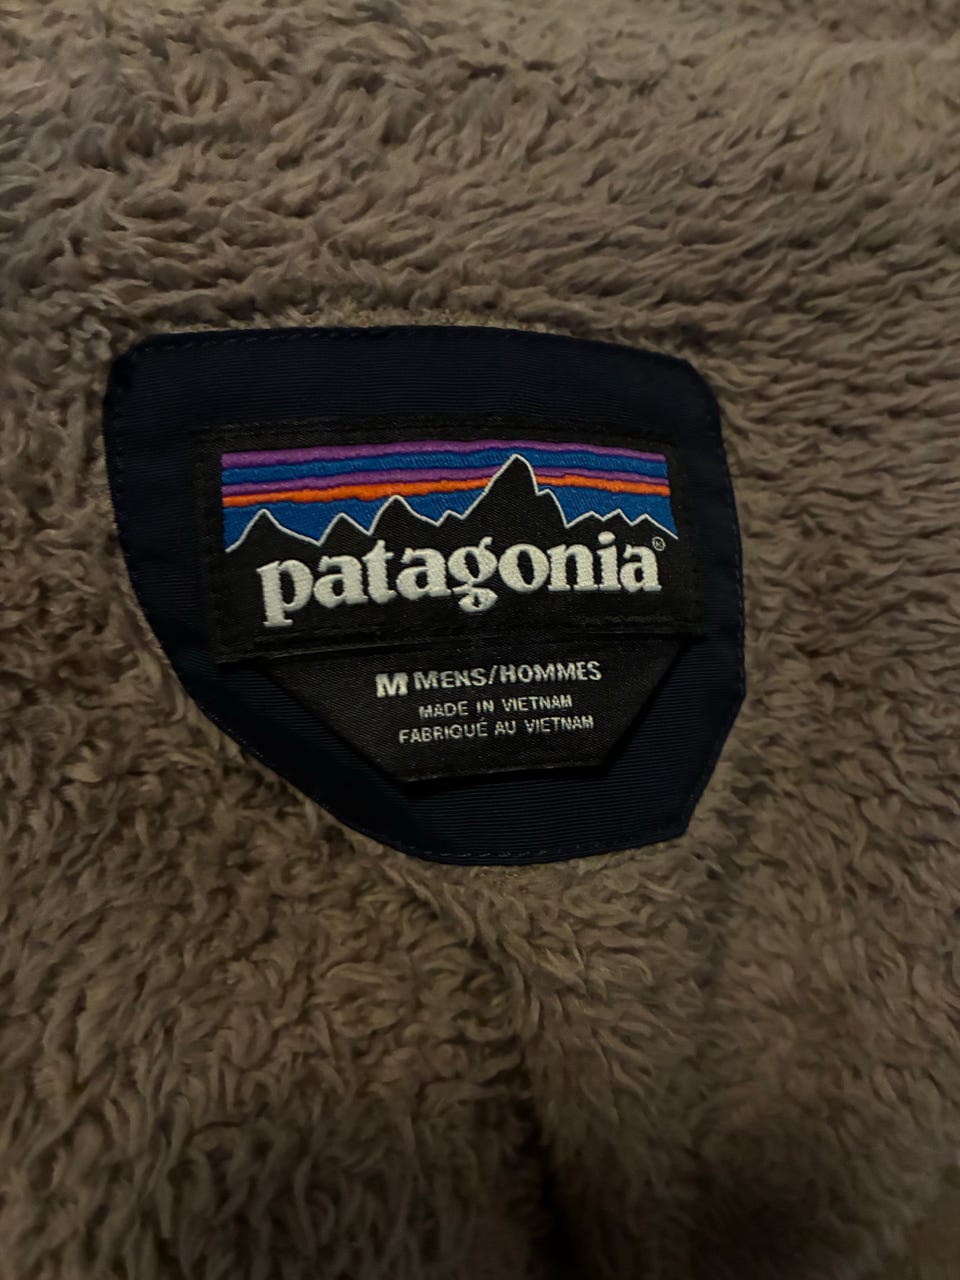 patagonia®
M MENS/HOMMES
MADE IN VIETNAM
FABRIQUÉ AU VIETNAM